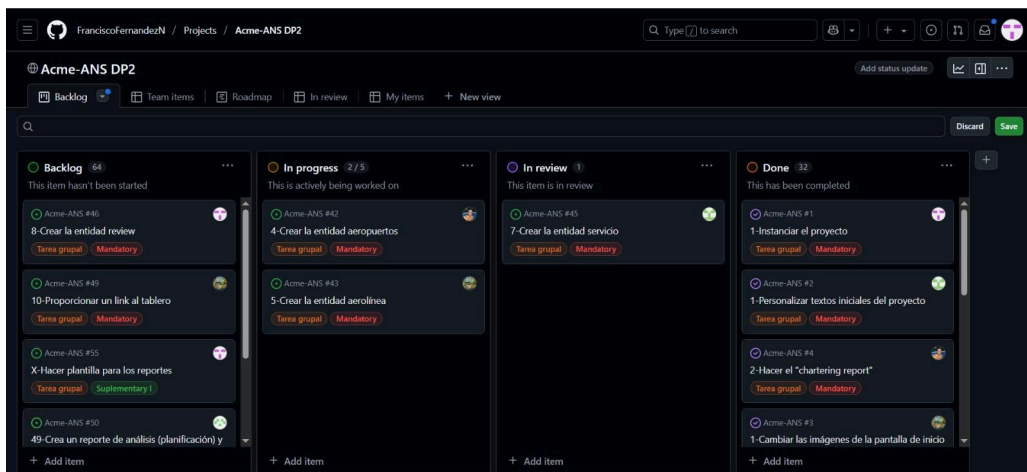 FranciscoFernandezN / Projects / Acme-ANS DP2
Type / to search
Acme-ANS DP2
Add status update
Backlog
Team items
Roadmap
In review
My items
+ New view
Discard
Save
Backlog 64
This item hasn't been started
Acme-ANS #46
8-Crear la entidad review
Tarea grupal Mandatory
Acme-ANS #49
10-Proporcionar un link al tablero
Tarea grupal Mandatory
Acme-ANS #55
X-Hacer plantilla para los reportes
Tarea grupal Suplementary I
Acme-ANS #50
49-Crea un reporte de análisis (planificación) y
+ Add item
In progress 2 / 5
This is actively being worked on
Acme-ANS #42
4-Crear la entidad aeropuertos
Tarea grupal Mandatory
Acme-ANS #43
5-Crear la entidad aerolínea
Tarea grupal Mandatory
+ Add item
In review 1
This item is in review
Acme-ANS #45
7-Crear la entidad servicio
Tarea grupal Mandatory
+ Add item
Done 32
This has been completed
Acme-ANS #1
1-Instanciar el proyecto
Tarea grupal Mandatory
Acme-ANS #2
1-Personalizar textos iniciales del proyecto
Tarea grupal Mandatory
Acme-ANS #4
2-Hacer el "chartering report"
Tarea grupal Mandatory
Acme-ANS #3
1-Cambiar las imágenes de la pantalla de inicio
+ Add item